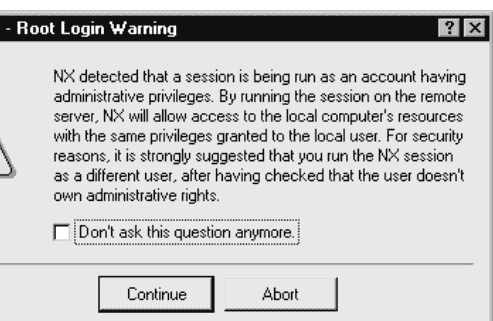 - Root Login Warning
NX detected that a session is being run as an account having
administrative privileges. By running the session on the remote
server, NX will allow access to the local computer's resources
with the same privileges granted to the local user. For security
reasons, it is strongly suggested that you run the NX session
as a different user, after having checked that the user doesn't
own administrative rights.
Don't ask this question anymore.
Continue Abort